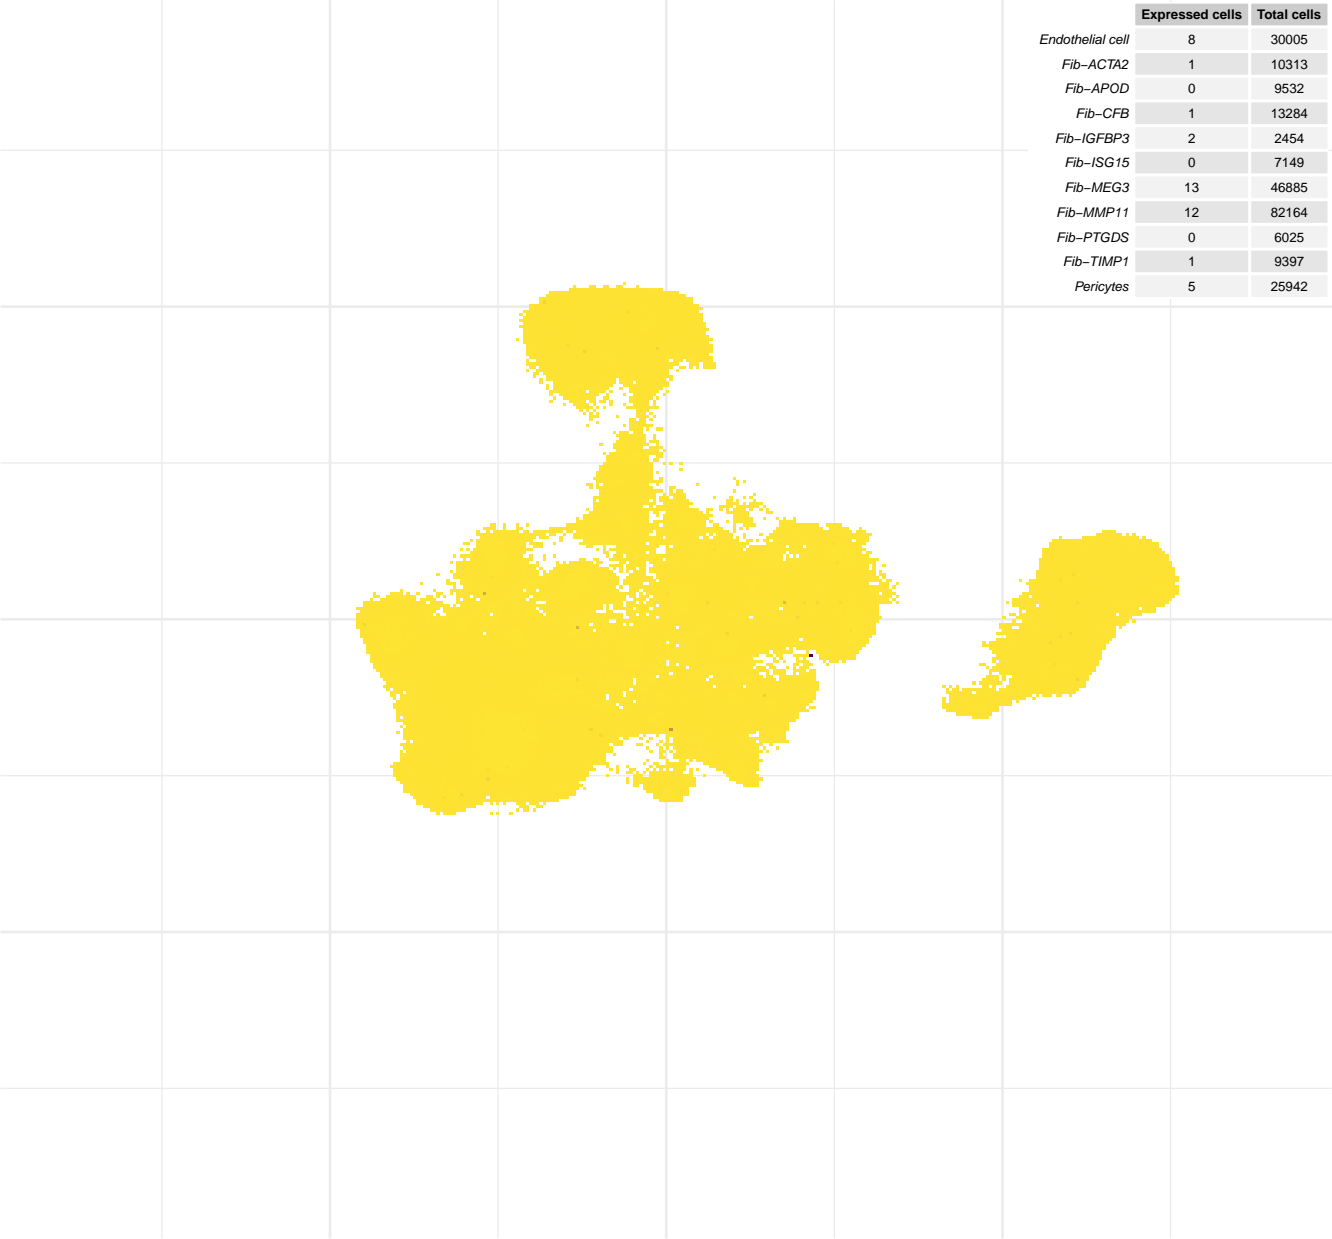 Expressed cells Total cells
Endothelial cell 8 30005
Fib−ACTA2 1 10313
Fib−APOD 0 9532
Fib−CFB 1 13284
Fib−IGFBP3 2 2454
Fib−ISG15 0 7149
Fib−MEG3 13 46885
Fib−MMP11 12 82164
Fib−PTGDS 0 6025
Fib−TIMP1 1 9397
Pericytes 5 25942